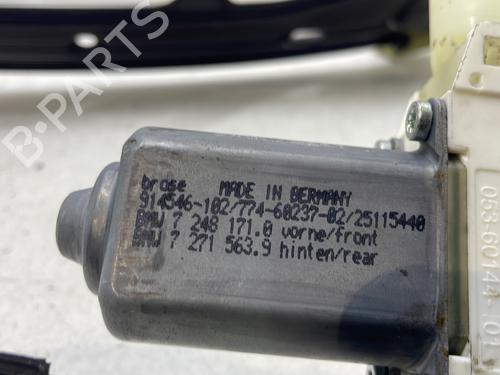 B-PARTS
brose MADE IN GERMANY
914546-102/774-60237-02/25115440
BMW 7 248 171.0 vorne/front
BMW 7 271 563.9 hinten/rear